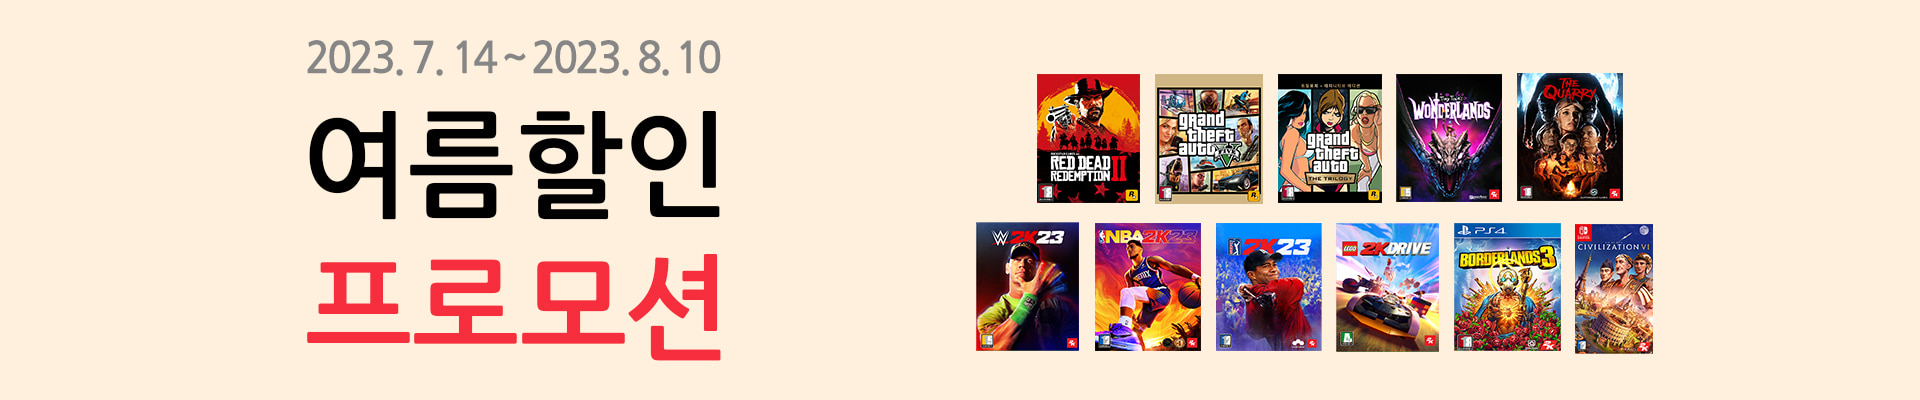 2023. 7. 14 ~ 2023. 8. 10
여름할인
프로모션
RED DEAD
REDEMPTION II
grand
theft
auto V
grand
theft
auto
THE TRILOGY
WONDERLANDS
THE
QUARRY
W 2K23
NBA 2K23
2K23
LEGO 2K DRIVE
PS4
BORDERLANDS 3
CIVILIZATION VI